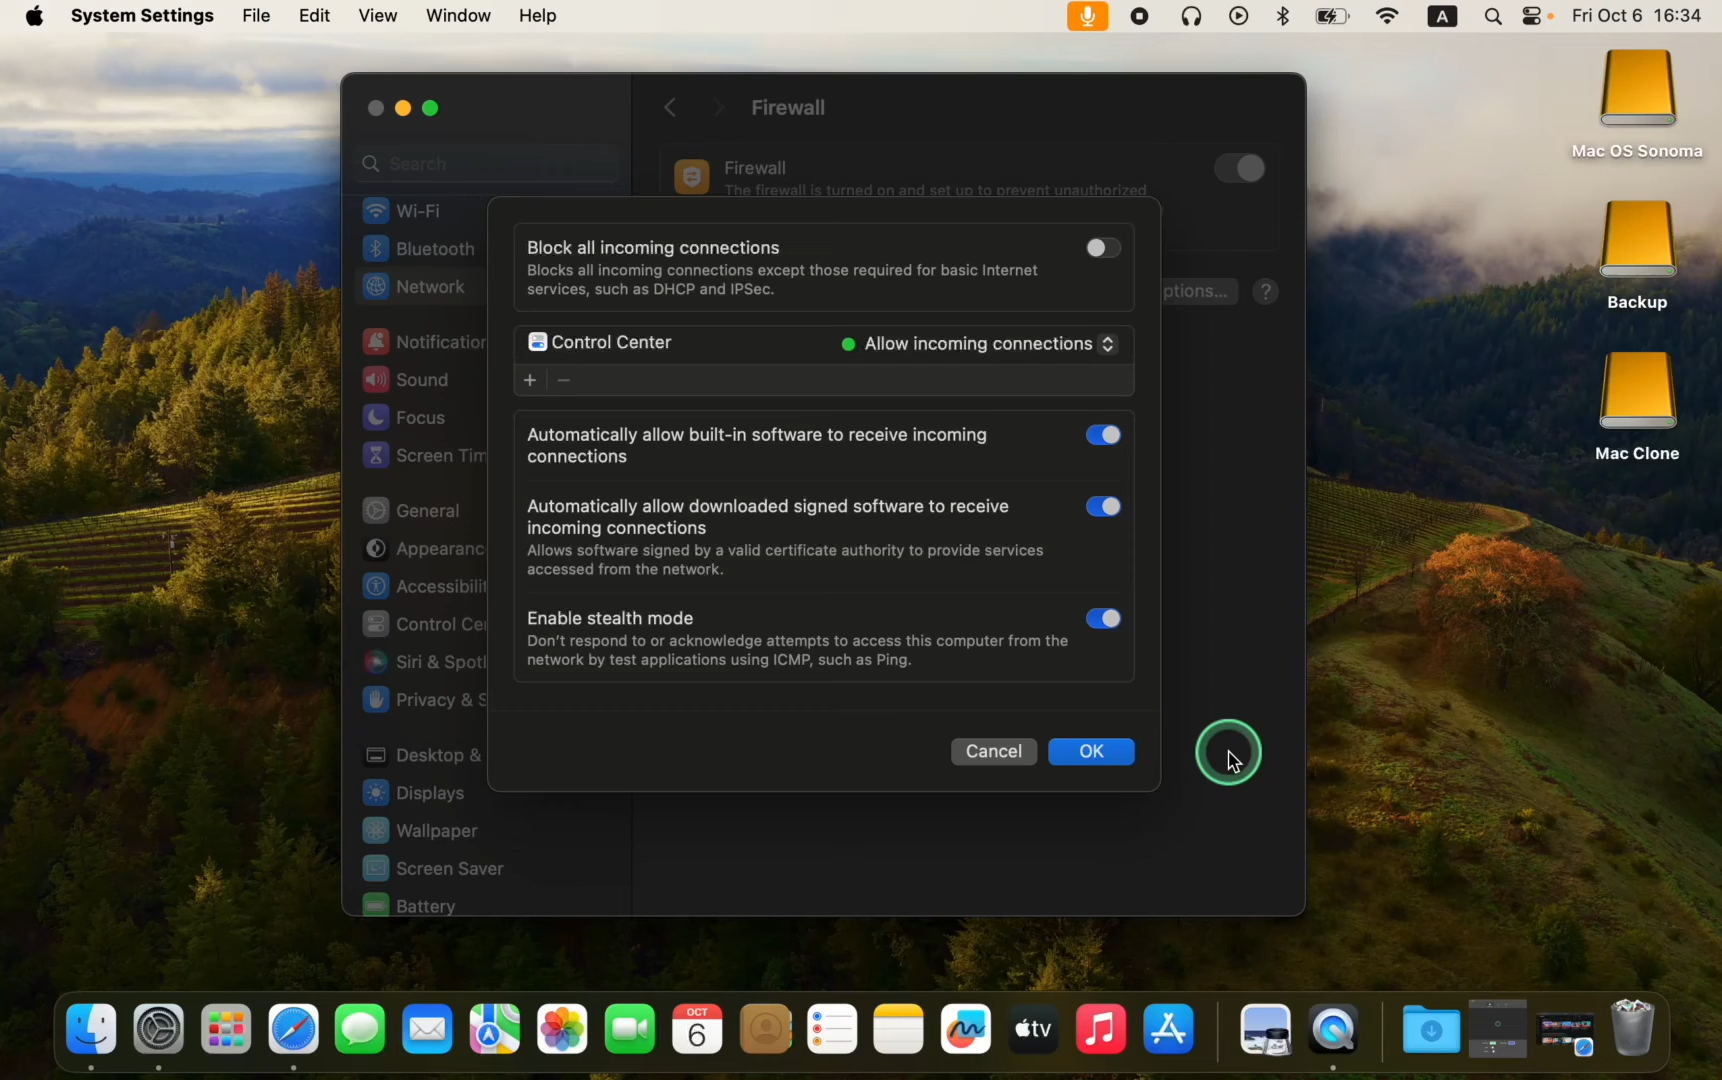 System Settings File Edit View Window Help
A
Fri Oct 6 16:34
Mac OS Sonoma
Backup
Mac Clone
Search
Wi-Fi
Bluetooth
Network
Sound
Focus
Screen Tim
General
Appearanc
Accessibilit
Control Ce
Siri & Spotl
Privacy & S
Desktop &
Displays
Wallpaper
Screen Saver
Battery
Firewall
Firewall
The firewall is turned on and set up to prevent unauthorized
ptions... ?
Block all incoming connections
Blocks all incoming connections except those required for basic Internet
services, such as DHCP and IPSec.
Control Center Allow incoming connections
Automatically allow built-in software to receive incoming
connections
Automatically allow downloaded signed software to receive
incoming connections
Allows software signed by a valid certificate authority to provide services
accessed from the network.
Enable stealth mode
Don't respond to or acknowledge attempts to access this computer from the
network by test applications using ICMP, such as Ping.
Cancel OK
OCT
6
tv